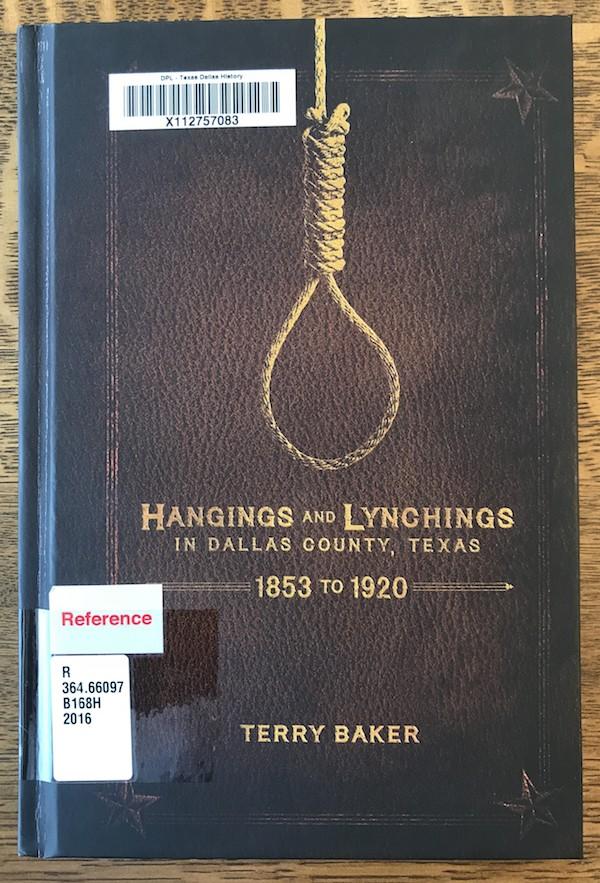 DPL - Texas Dallas History
X112757083
HANGINGS AND LYNCHINGS
IN DALLAS COUNTY, TEXAS
1853 TO 1920
Reference
R
364.66097
B168H
2016
TERRY BAKER